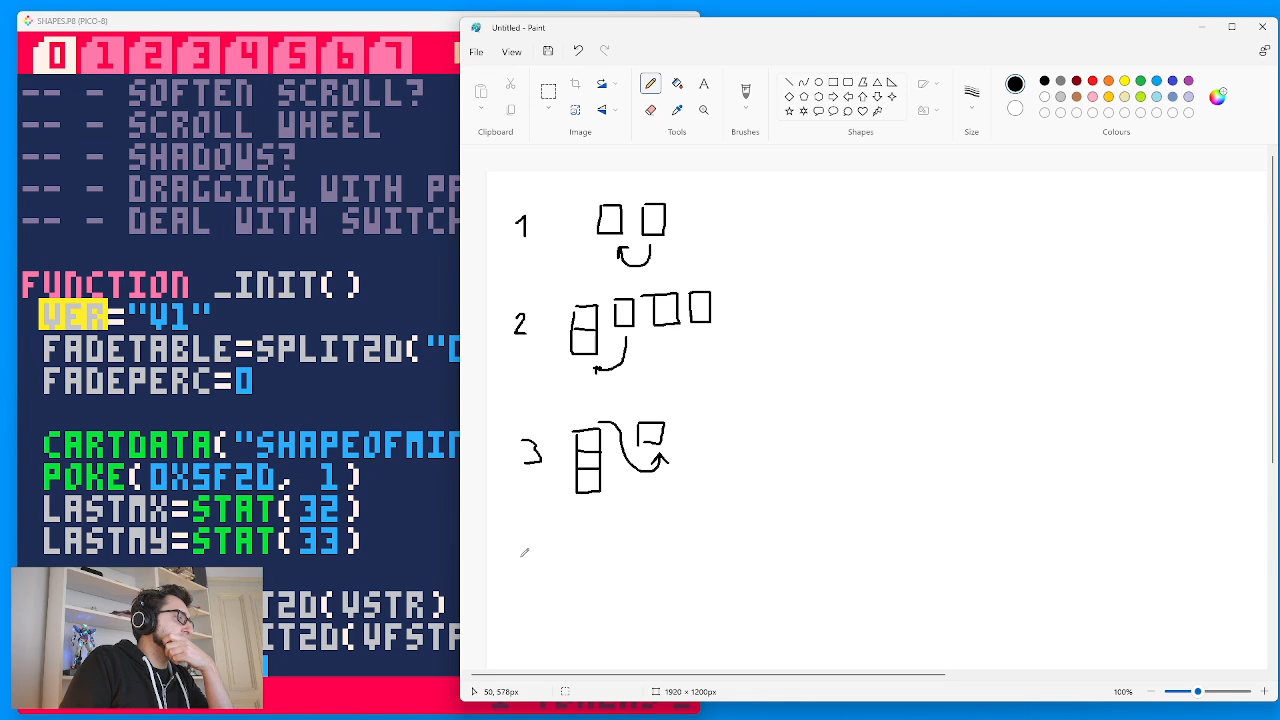 SHAPES.P8 (PICO-8)
0 1 2 3 4 5 6 7
-- - SOFTEN SCROLL?
-- - SCROLL WHEEL
-- - SHADOWS?
-- - DRAGGING WITH
-- - DEAL WITH SWITCH
FUNCTION _INIT()
VER="V1"
FADETABLE=SPLIT2D("
FADEPERC=0
CARTDATA("SHAPEOFMIN
POKE(0X5F2D, 1)
LASTMX=STAT(32)
LASTMY=STAT(33)
IT2D(VSTR)
IT2D(VFSTR
Untitled - Paint
File View
Clipboard Image Tools Brushes Shapes Size Colours
1
2
3
50, 578px 1920 × 1200px 100%